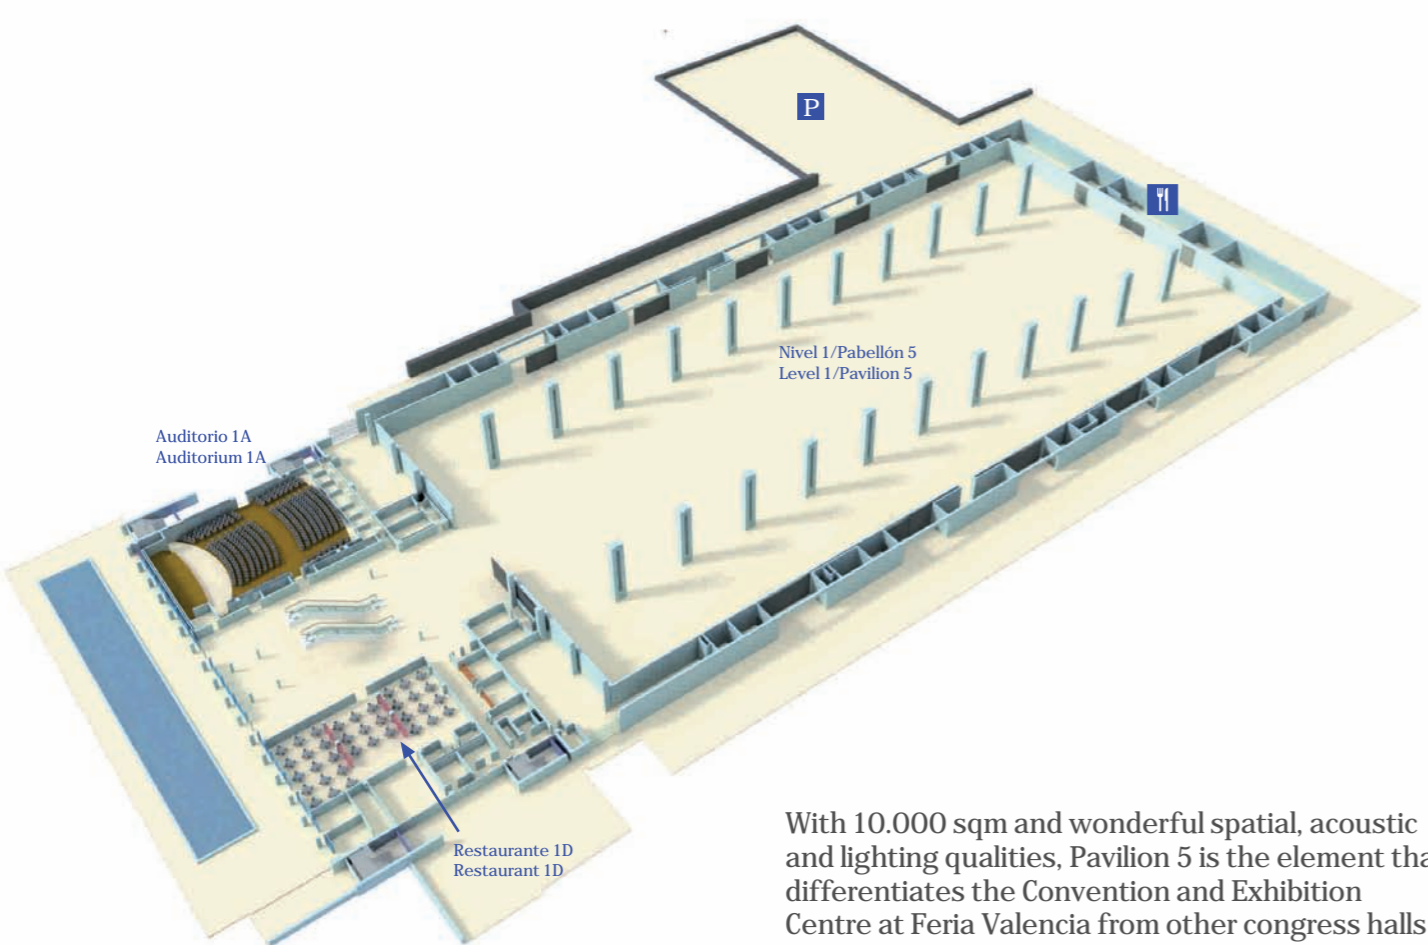 P
Nivel 1/Pabellón 5
Level 1/Pavilion 5
Auditorio 1A
Auditorium 1A
Restaurante 1D
Restaurant 1D
With 10.000 sqm and wonderful spatial, acoustic
and lighting qualities, Pavilion 5 is the element tha
differentiates the Convention and Exhibition
Centre at Feria Valencia from other congress halls